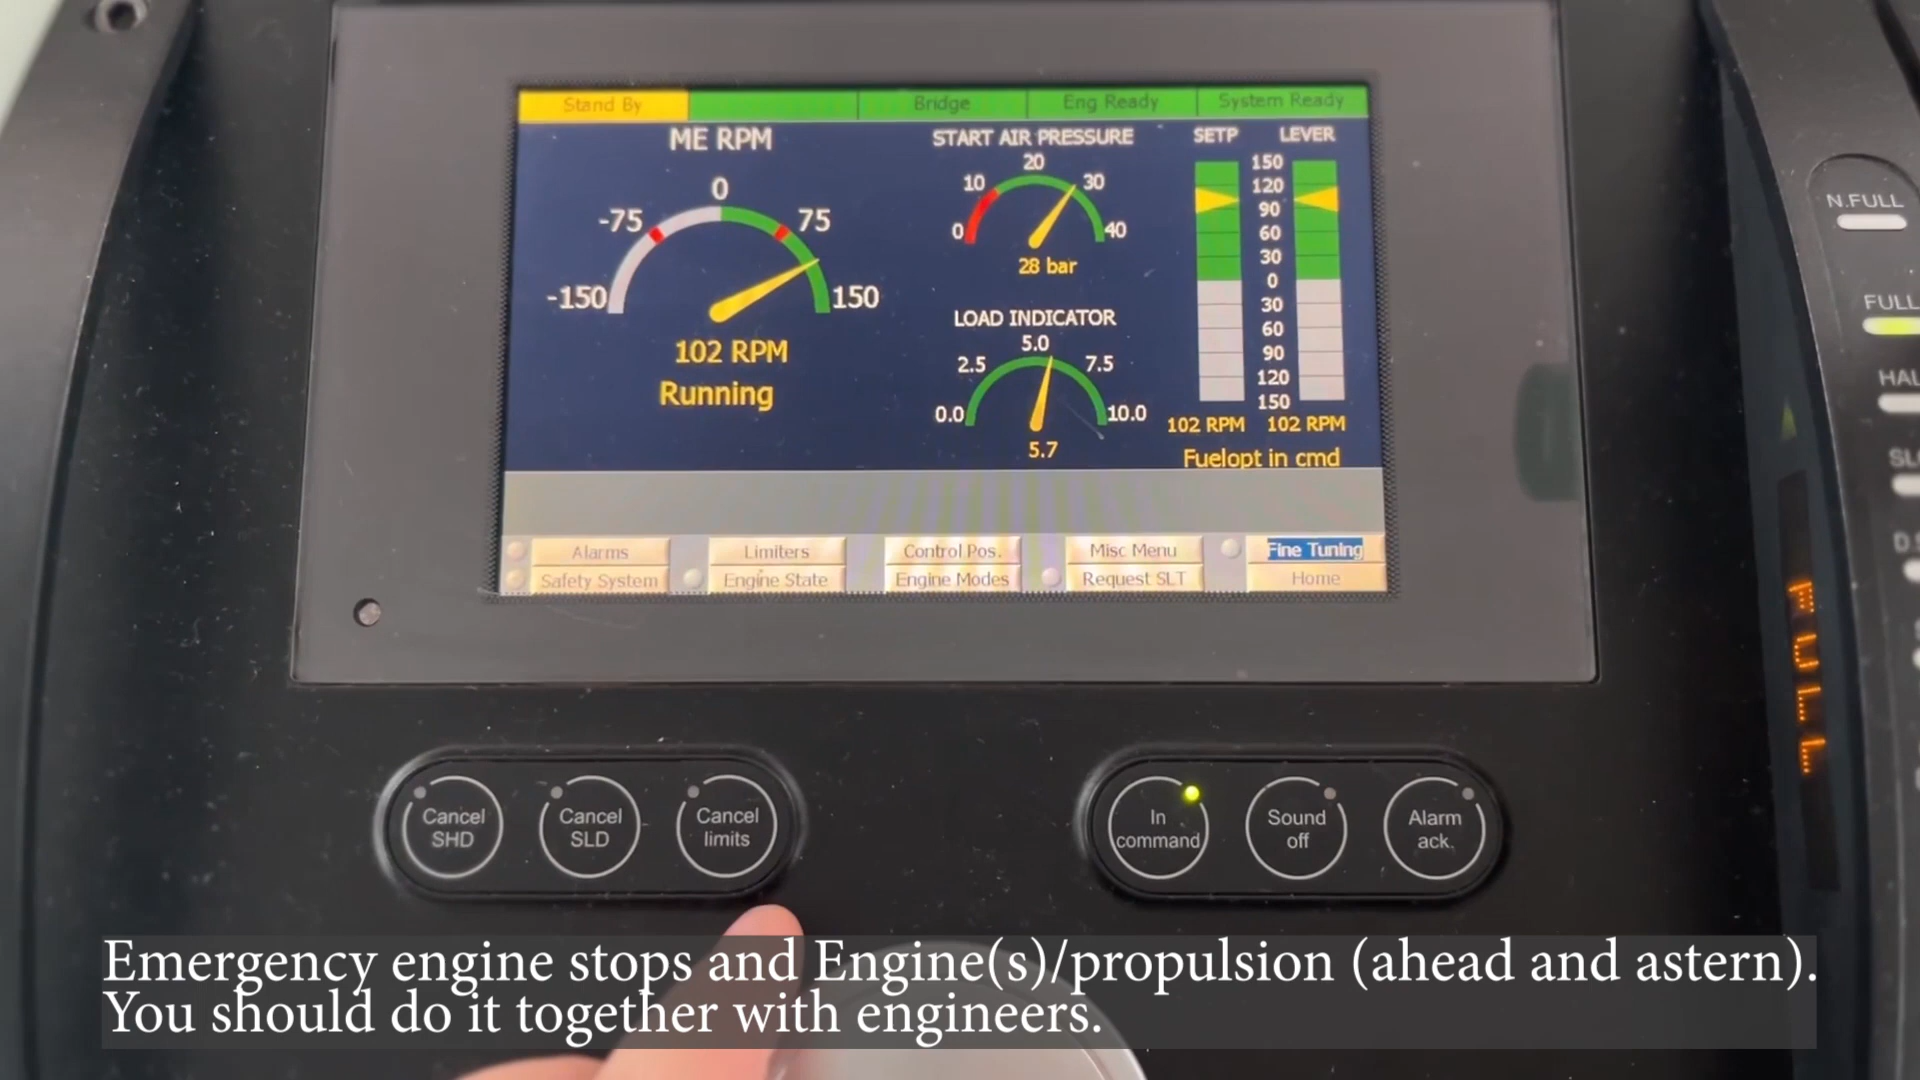 Stand By
Bridge
Eng Ready
System Ready
ME RPM
0
-75
75
-150
150
102 RPM
Running
START AIR PRESSURE
20
10
30
0
40
28 bar
LOAD INDICATOR
5.0
2.5
7.5
0.0
10.0
5.7
SETP
LEVER
150
120
90
60
30
0
30
60
90
120
150
102 RPM
102 RPM
Fuelopt in cmd
Alarms
Limiters
Control Pos.
Misc Menu
Fine Tuning
Safety System
Engine State
Engine Modes
Request SLT
Home
N.FULL
FULL
FULL
Cancel
SHD
Cancel
SLD
Cancel
limits
In
command
Sound
off
Alarm
ack.
Emergency engine stops and Engine(s)/propulsion (ahead and astern).
You should do it together with engineers.